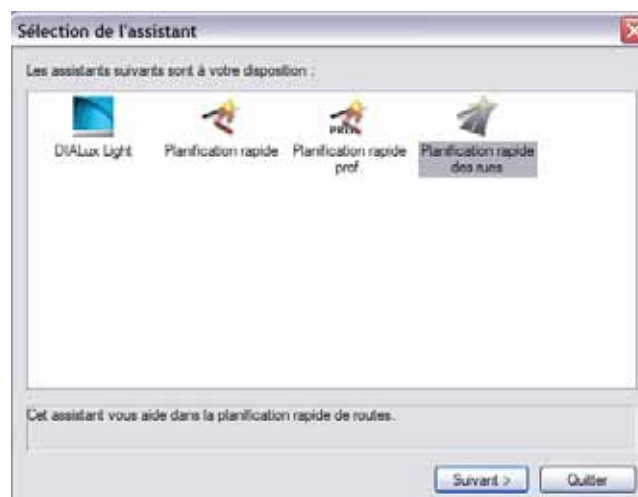 Sélection de l'assistant
Les assistants suivants sont à votre disposition :
DIALux Light
Planification rapide
PROF
Planification rapide
prof.
Planification rapide
des rues
Cet assistant vous aide dans la planification rapide de routes.
Suivant >
Quitter